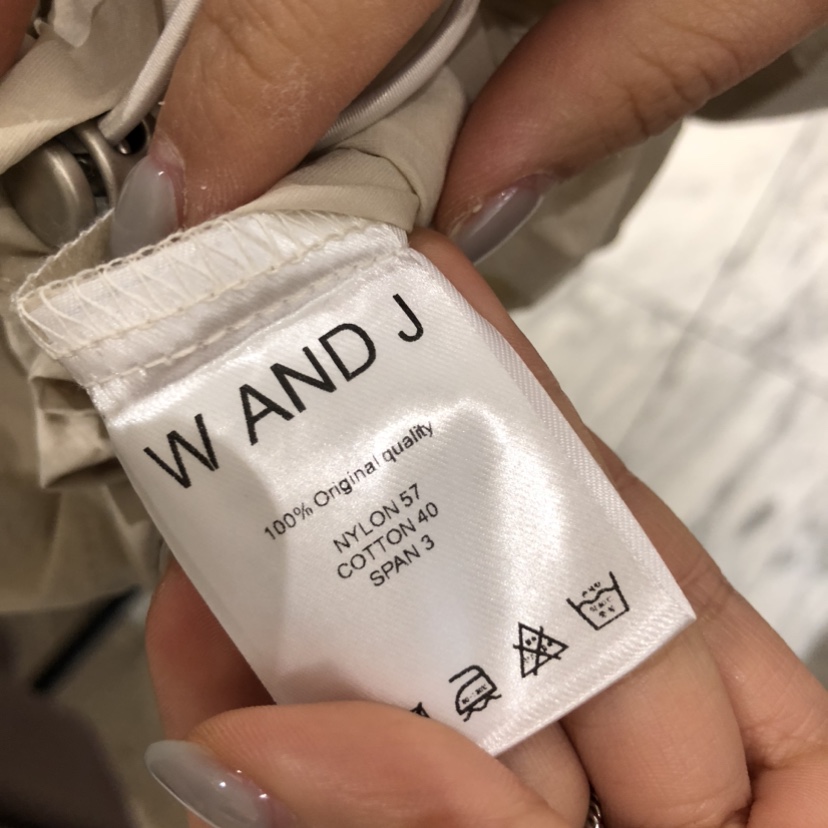 W AND J
100% Original quality
NYLON 57
COTTON 40
SPAN 3